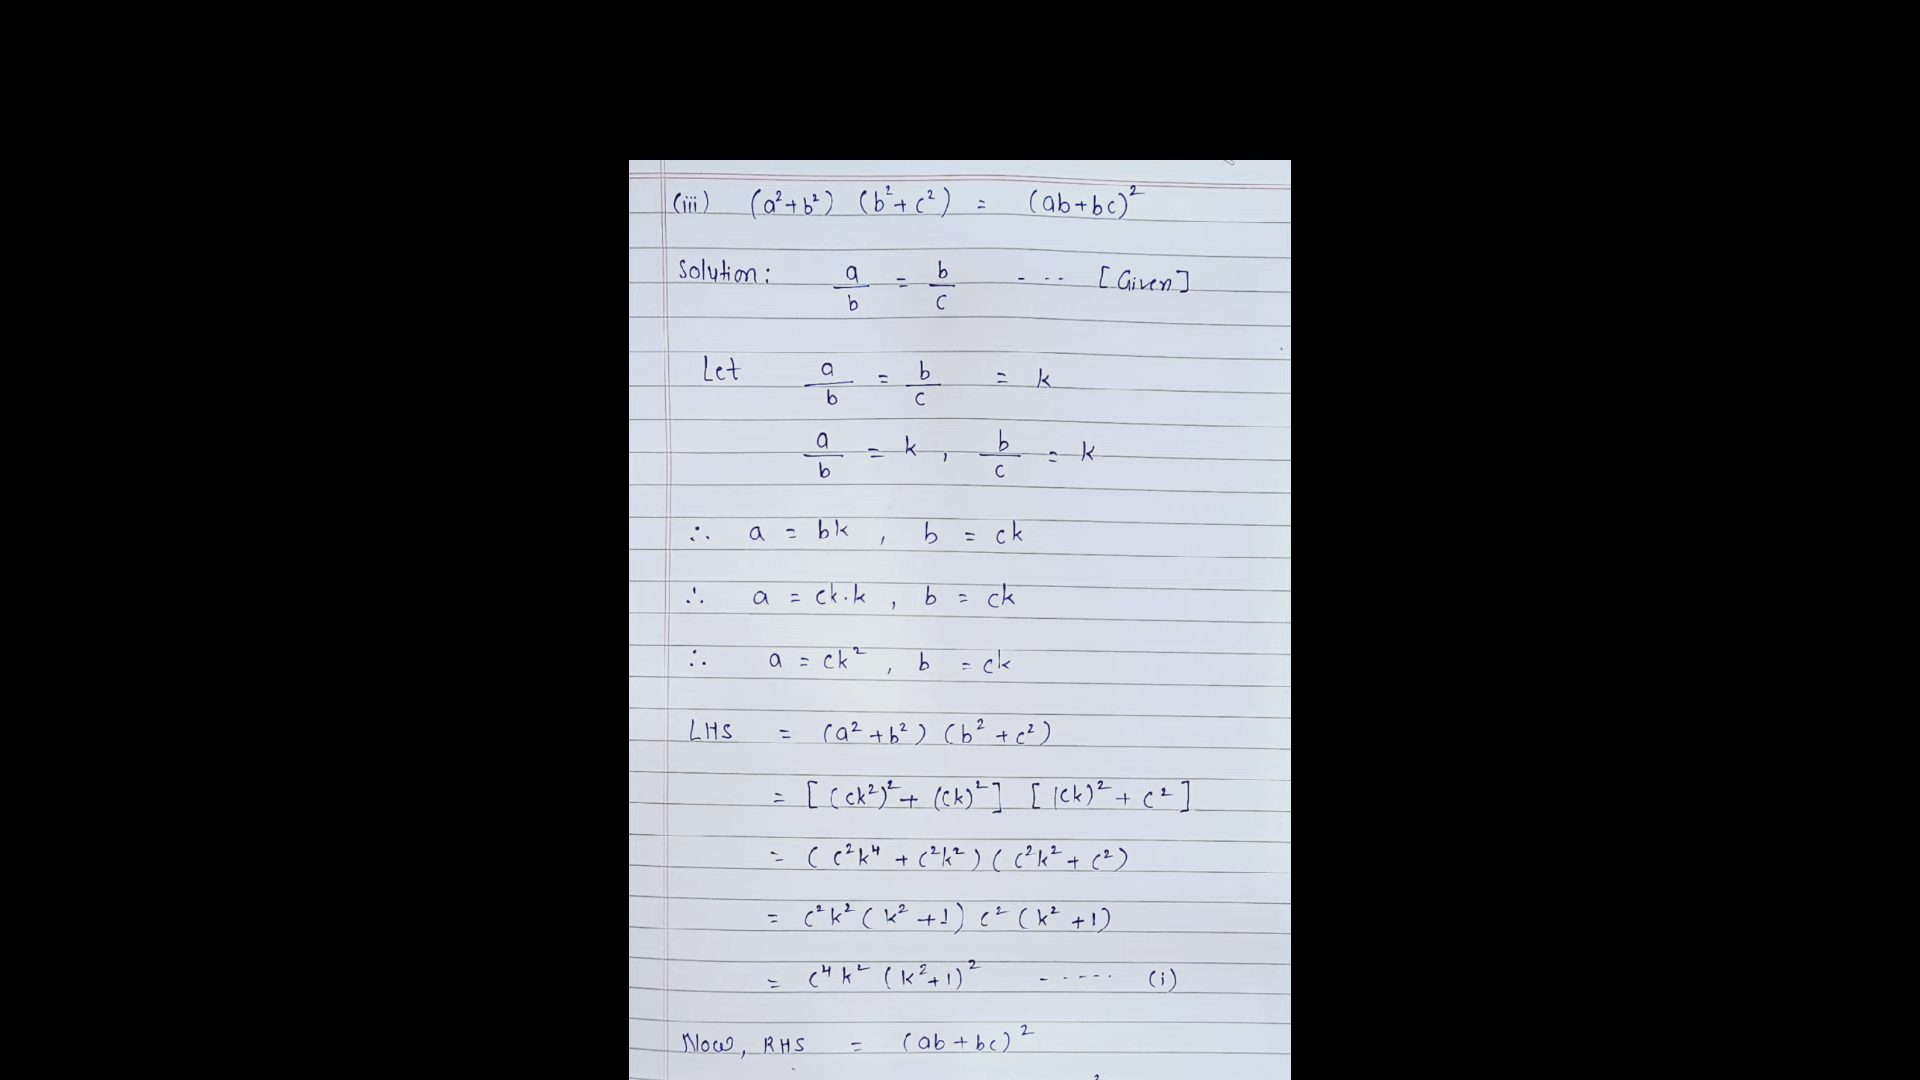 (iii) (a²+b²) (b²+c²) = (ab+bc)²
Solution: a/b = b/c - -- [Given]
Let a/b = b/c = k
a/b = k , b/c = k
∴ a = bk , b = ck
∴ a = ck.k , b = ck
∴ a = ck² , b = ck
LHS = (a²+b²) (b²+c²)
= [(ck²)²+ (ck)²] [(ck)²+ c²]
= (c²k⁴ + c²k²) (c²k²+ c²)
= c²k² (k²+1) c² (k²+1)
= c⁴k² (k²+1)² ------ (i)
Now, RHS = (ab+bc)²